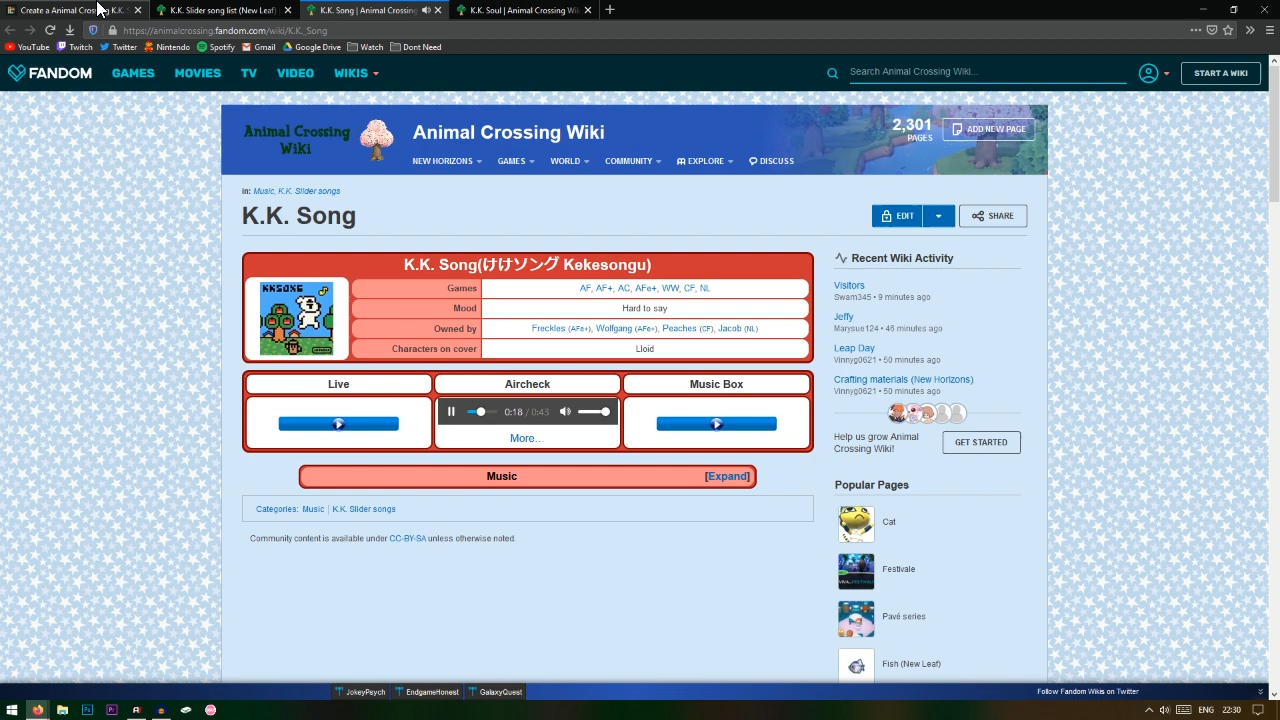 Create a Animal Crossing K.K. S
K.K. Slider song list (New Leaf)
K.K. Song | Animal Crossing
K.K. Soul | Animal Crossing Wik
https://animalcrossing.fandom.com/wiki/K.K._Song
YouTube Twitch Twitter Nintendo Spotify Gmail Google Drive Watch Dont Need
FANDOM GAMES MOVIES TV VIDEO WIKIS
Search Animal Crossing Wiki...
START A WIKI
Animal Crossing Wiki
Animal Crossing Wiki
2,301 PAGES
ADD NEW PAGE
NEW HORIZONS GAMES WORLD COMMUNITY EXPLORE DISCUSS
in: Music, K.K. Slider songs
K.K. Song
EDIT
SHARE
K.K. Song(けけソング Kekesongu)
KKSONG
Games AF, AF+, AC, AFe+, WW, CF, NL
Mood Hard to say
Owned by Freckles (AFe+), Wolfgang (AFe+), Peaches (CF), Jacob (NL)
Characters on cover Lloid
Live Aircheck Music Box
0:18 / 0:43
More…
Music [Expand]
Categories: Music K.K. Slider songs
Community content is available under CC-BY-SA unless otherwise noted.
Recent Wiki Activity
Visitors
Swam345 • 9 minutes ago
Jeffy
Marysue124 • 46 minutes ago
Leap Day
Vinnyg0621 • 50 minutes ago
Crafting materials (New Horizons)
Vinnyg0621 • 50 minutes ago
Help us grow Animal
Crossing Wiki!
GET STARTED
Popular Pages
Cat
Festivale
Pavé series
Fish (New Leaf)
JokeyPsych EndgameHonest GalaxyQuest
Follow Fandom Wikis on Twitter
ENG 22:30